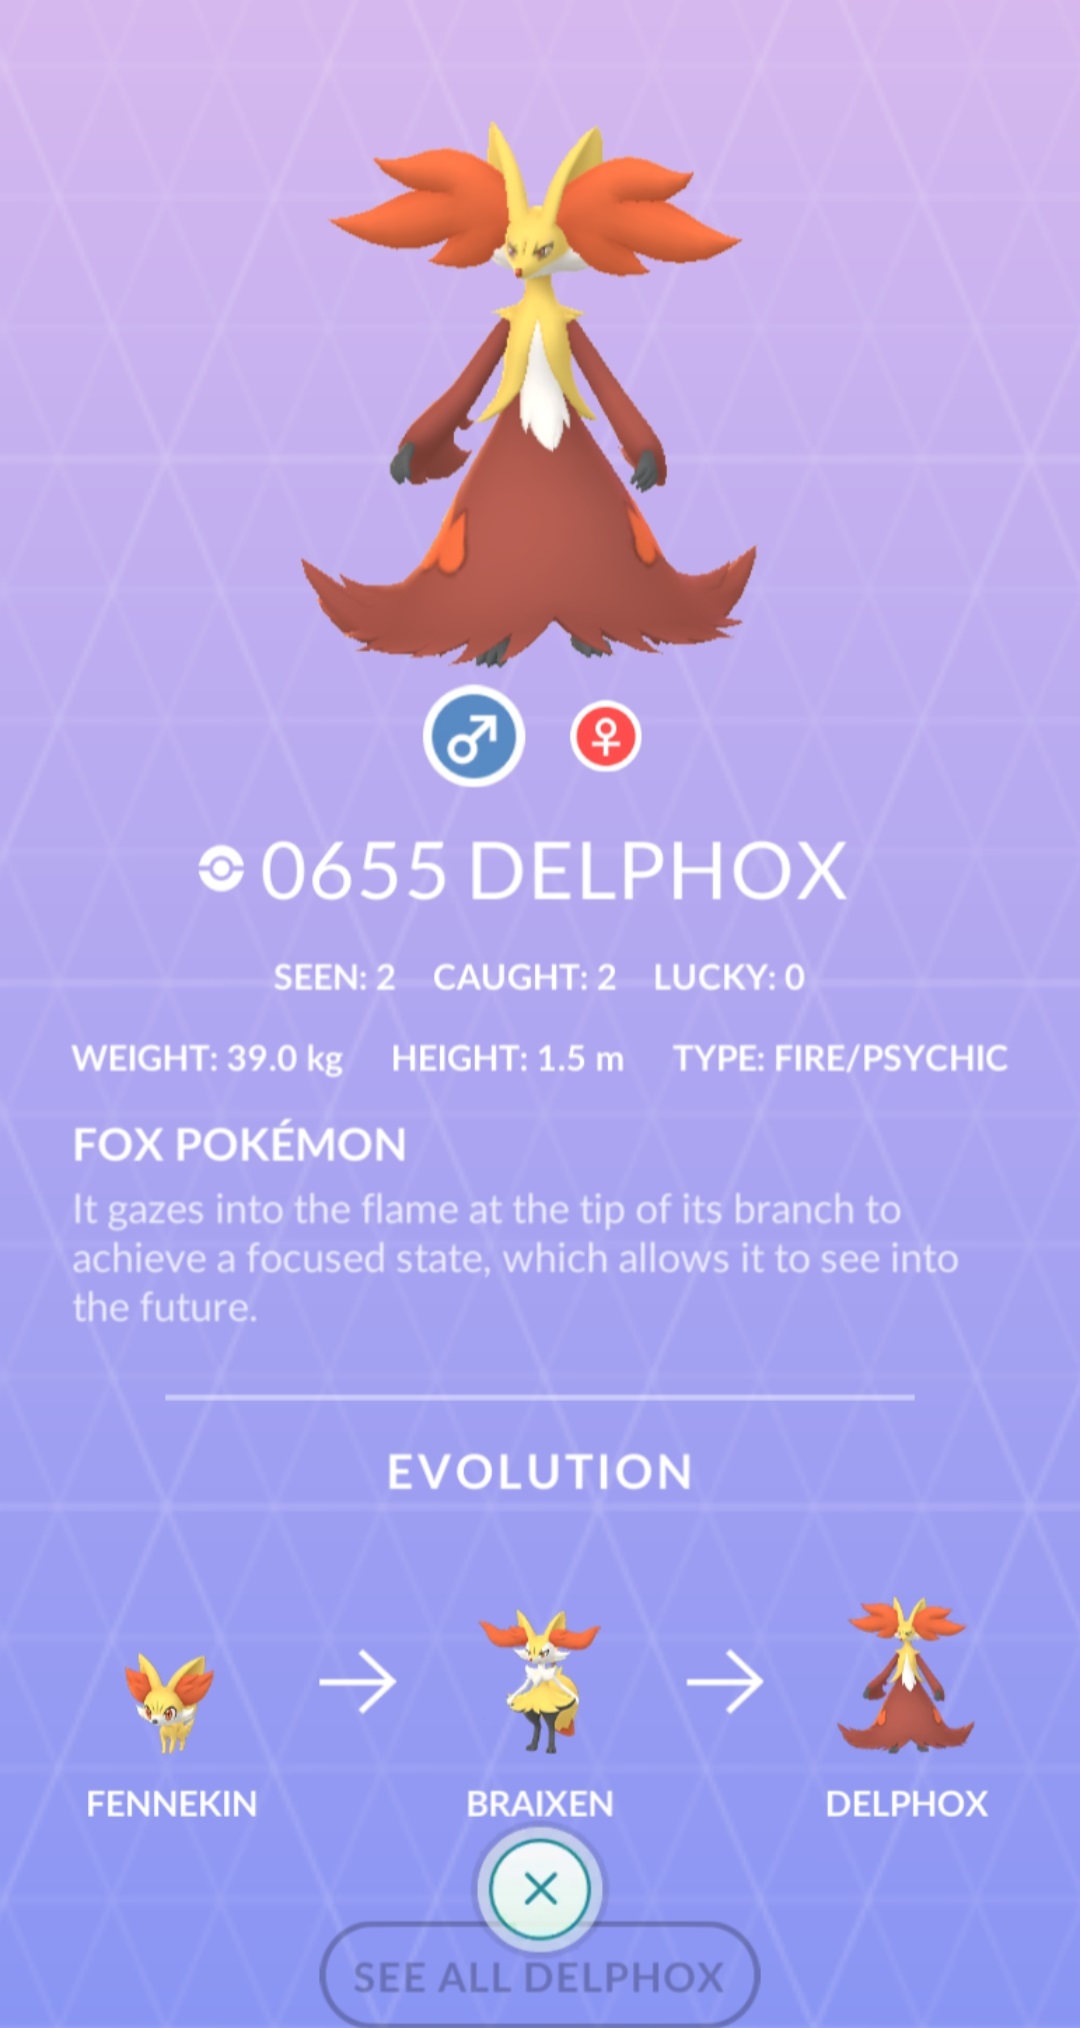 0655 DELPHOX
SEEN: 2 CAUGHT: 2 LUCKY: 0
WEIGHT: 39.0 kg HEIGHT: 1.5 m TYPE: FIRE/PSYCHIC
FOX POKÉMON
It gazes into the flame at the tip of its branch to
achieve a focused state, which allows it to see into
the future.
EVOLUTION
FENNEKIN BRAIXEN DELPHOX
SEE ALL DELPHOX